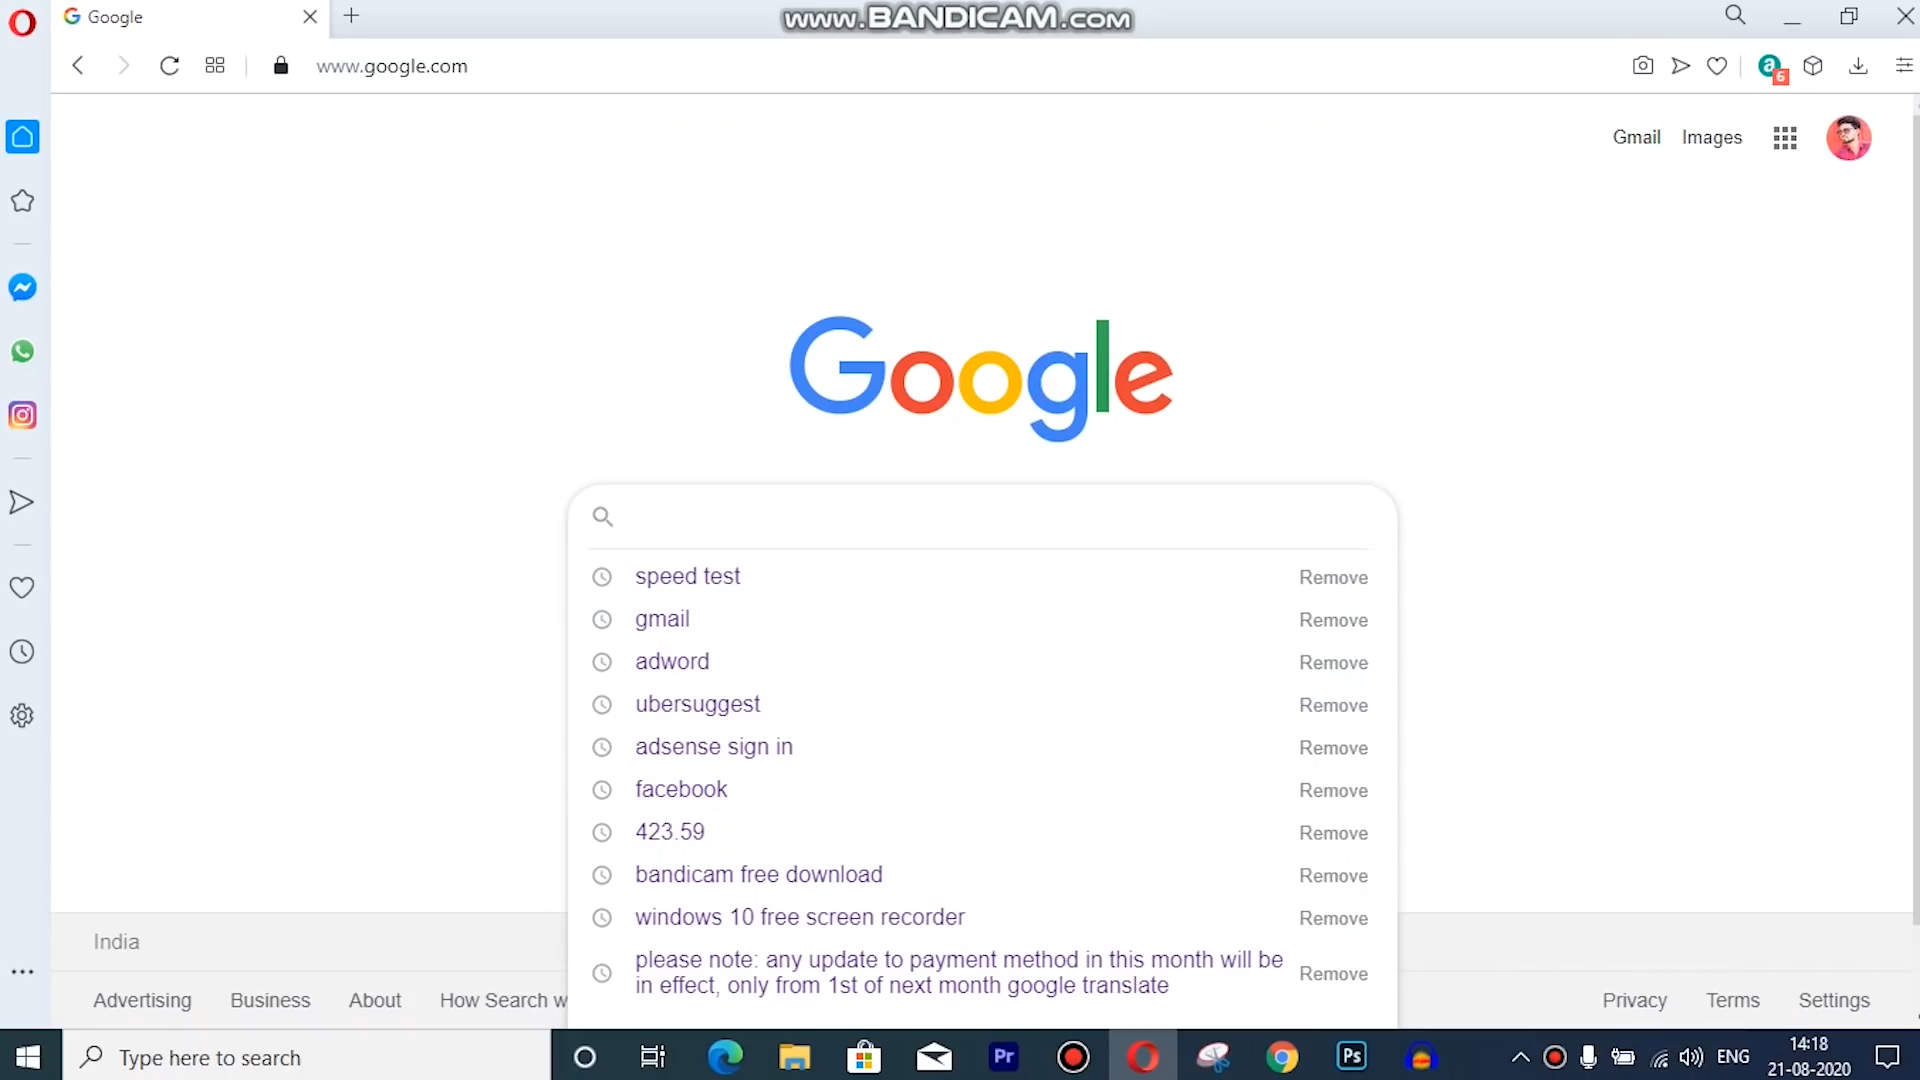 Google
www.BANDICAM.com
www.google.com
6
Gmail Images
Google
speed test Remove
gmail Remove
adword Remove
ubersuggest Remove
adsense sign in Remove
facebook Remove
423.59 Remove
bandicam free download Remove
windows 10 free screen recorder Remove
please note: any update to payment method in this month will be
in effect, only from 1st of next month google translate Remove
India
Advertising Business About How Search w
Privacy Terms Settings
Type here to search
Pr
Ps
ENG
14:18
21-08-2020